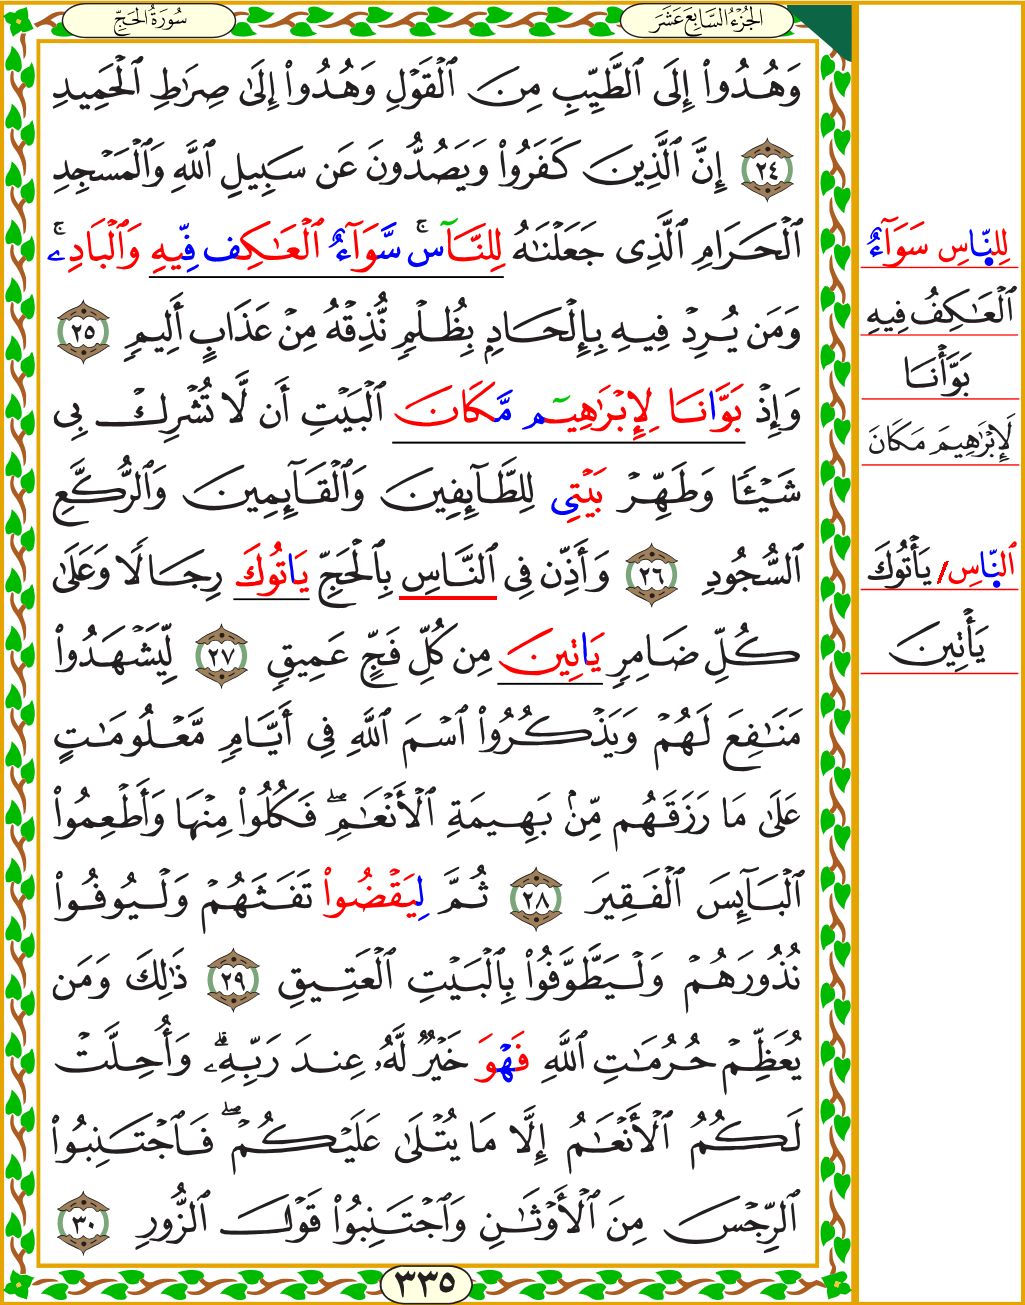 سُورَةُ الحَجِّ
الجُزْءُ السَّابِعَ عَشَرَ
وَهُدُوٓاْ إِلَى ٱلطَّيِّبِ مِنَ ٱلۡقَوۡلِ وَهُدُوٓاْ إِلَىٰ صِرَٰطِ ٱلۡحَمِيدِ
٢٤ إِنَّ ٱلَّذِينَ كَفَرُواْ وَيَصُدُّونَ عَن سَبِيلِ ٱللَّهِ وَٱلۡمَسۡجِدِ
ٱلۡحَرَامِ ٱلَّذِي جَعَلۡنَٰهُ لِلنَّآس سَّوَآءٌ ٱلۡعَٰكِف فِّيهِ وَٱلۡبَادِۦ
وَمَن يُرِدۡ فِيهِ بِإِلۡحَادِۭ بِظُلۡمٖ نُّذِقۡهُ مِنۡ عَذَابٍ أَلِيمٖ ٢٥
وَإِذۡ بَوَّانَا لِإِبۡرَٰهِيٓم مَّكَانَ ٱلۡبَيۡتِ أَن لَّا تُشۡرِكۡ بِي
شَيۡـٔٗا وَطَهِّرۡ بَيۡتِي لِلطَّآئِفِينَ وَٱلۡقَآئِمِينَ وَٱلرُّكَّعِ
ٱلسُّجُودِ ٢٦ وَأَذِّن فِي ٱلنَّاسِ بِٱلۡحَجِّ يَاتُوكَ رِجَالٗا وَعَلَىٰ
كُلِّ ضَامِرٖ يَاتِينَ مِن كُلِّ فَجٍّ عَمِيقٖ ٢٧ لِّيَشۡهَدُواْ
مَنَٰفِعَ لَهُمۡ وَيَذۡكُرُواْ ٱسۡمَ ٱللَّهِ فِيٓ أَيَّامٖ مَّعۡلُومَٰتٍ
عَلَىٰ مَا رَزَقَهُم مِّنۢ بَهِيمَةِ ٱلۡأَنۡعَٰمِۖ فَكُلُواْ مِنۡهَا وَأَطۡعِمُواْ
ٱلۡبَآئِسَ ٱلۡفَقِيرَ ٢٨ ثُمَّ لِيَقۡضُواْ تَفَثَهُمۡ وَلۡيُوفُواْ
نُذُورَهُمۡ وَلۡيَطَّوَّفُواْ بِٱلۡبَيۡتِ ٱلۡعَتِيقِ ٢٩ ذَٰلِكَۖ وَمَن
يُعَظِّمۡ حُرُمَٰتِ ٱللَّهِ فَهۡوَ خَيۡرٞ لَّهُۥ عِندَ رَبِّهِۦۗ وَأُحِلَّتۡ
لَكُمُ ٱلۡأَنۡعَٰمُ إِلَّا مَا يُتۡلَىٰ عَلَيۡكُمۡۖ فَٱجۡتَنِبُواْ
ٱلرِّجۡسَ مِنَ ٱلۡأَوۡثَٰنِ وَٱجۡتَنِبُواْ قَوۡلَ ٱلزُّورِ ٣٠
٣٣٥
لِلنَّاسِ سَوَآءٌ
ٱلۡعَٰكِفُ فِيهِ
بَوَّأۡنَا
لِإِبۡرَٰهِيمَ مَكَانَ
ٱلنَّاسِ/ يَأۡتُوكَ
يَأۡتِينَ